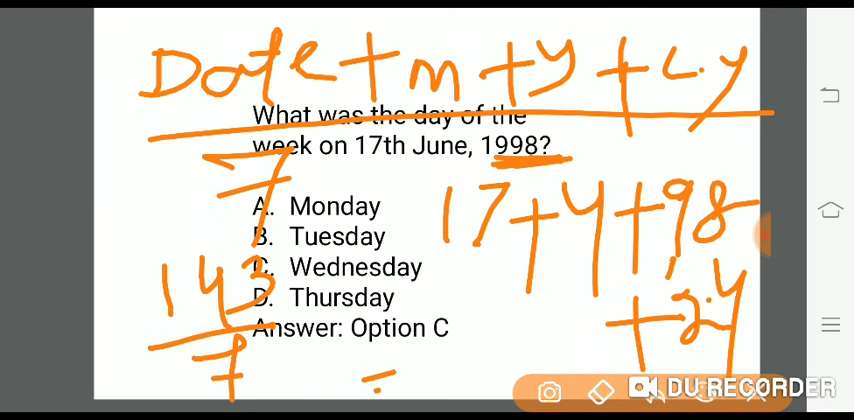 Date + m + y + L.y
What was the day of the
week on 17th June, 1998?
7
A. Monday
17 + 4 + 98
B. Tuesday
C. Wednesday
143
D. Thursday
+ 24
Answer: Option C
7
=
DU RECORDER